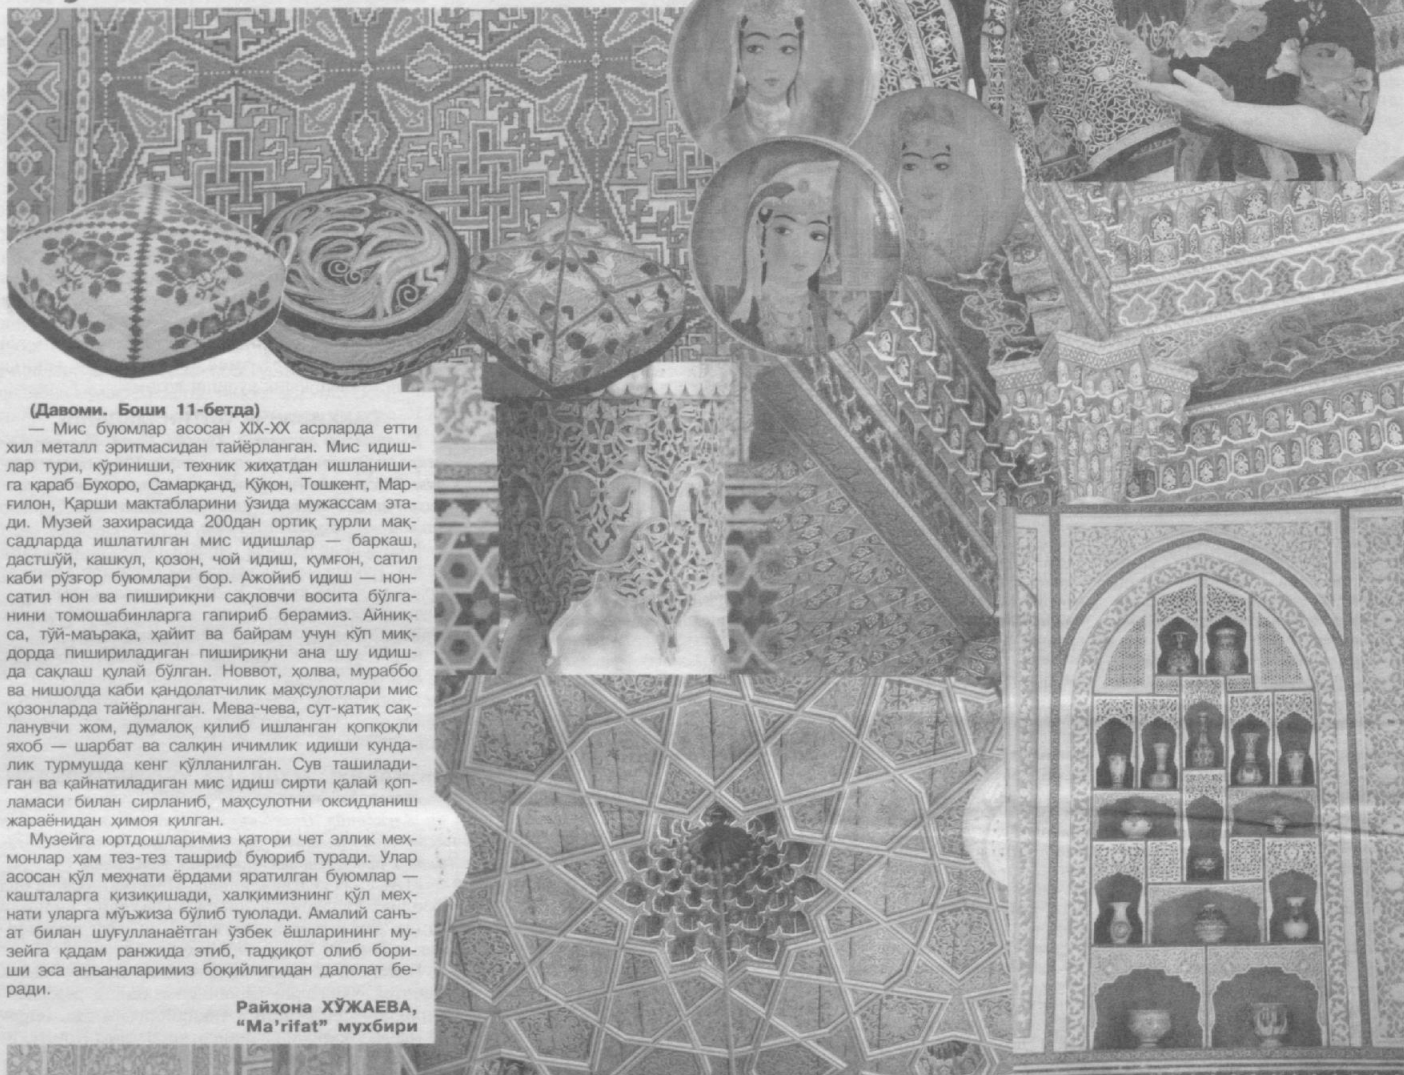 (Давоми. Боши 11-бетда)
— Мис буюмлар асосан XIX-XX асрларда етти
хил металл эритмасидан тайёрланган. Мис идиш-
лар тури, кўриниши, техник жиҳатдан ишланиши-
га қараб Бухоро, Самарқанд, Қўқон, Тошкент, Мар-
ғилон, Қарши мактабларини ўзида мужассам эта-
ди. Музей захирасида 200дан ортиқ турли мақ-
садларда ишлатилган мис идишлар — баркаш,
дастшўй, кашкул, қозон, чой идиш, қумғон, сатил
каби рўзғор буюмлари бор. Ажойиб идиш — нон-
сатил нон ва пишириқни сақловчи восита бўлга-
нини томошабинларга гапириб берамиз. Айниқ-
са, тўй-маърака, ҳайит ва байрам учун кўп миқ-
дорда пишириладиган пишириқни ана шу идиш-
да сақлаш қулай бўлган. Новвот, ҳолва, мураббо
ва нишолда каби қандолатчилик маҳсулотлари мис
қозонларда тайёрланган. Мева-чева, сут-қатиқ сақ-
ланувчи жом, думалоқ қилиб ишланган қопқоқли
яхоб — шарбат ва салқин ичимлик идиши кунда-
лик турмушда кенг қўлланилган. Сув ташилади-
ган ва қайнатиладиган мис идиш сирти қалай қоп-
ламаси билан сирланиб, маҳсулотни оксидланиш
жараёнидан ҳимоя қилган.
Музейга юртдошларимиз қатори чет эллик меҳ-
монлар ҳам тез-тез ташриф буюриб туради. Улар
асосан қўл меҳнати ёрдами яратилган буюмлар —
кашталарга қизиқишади, халқимизнинг қўл меҳ-
нати уларга мўъжиза бўлиб туюлади. Амалий санъ-
ат билан шуғулланаётган ўзбек ёшларининг му-
зейга қадам ранжида этиб, тадқиқот олиб бори-
ши эса анъаналаримиз боқийлигидан далолат бе-
ради.
Райҳона ХЎЖАЕВА,
“Ma’rifat” мухбири